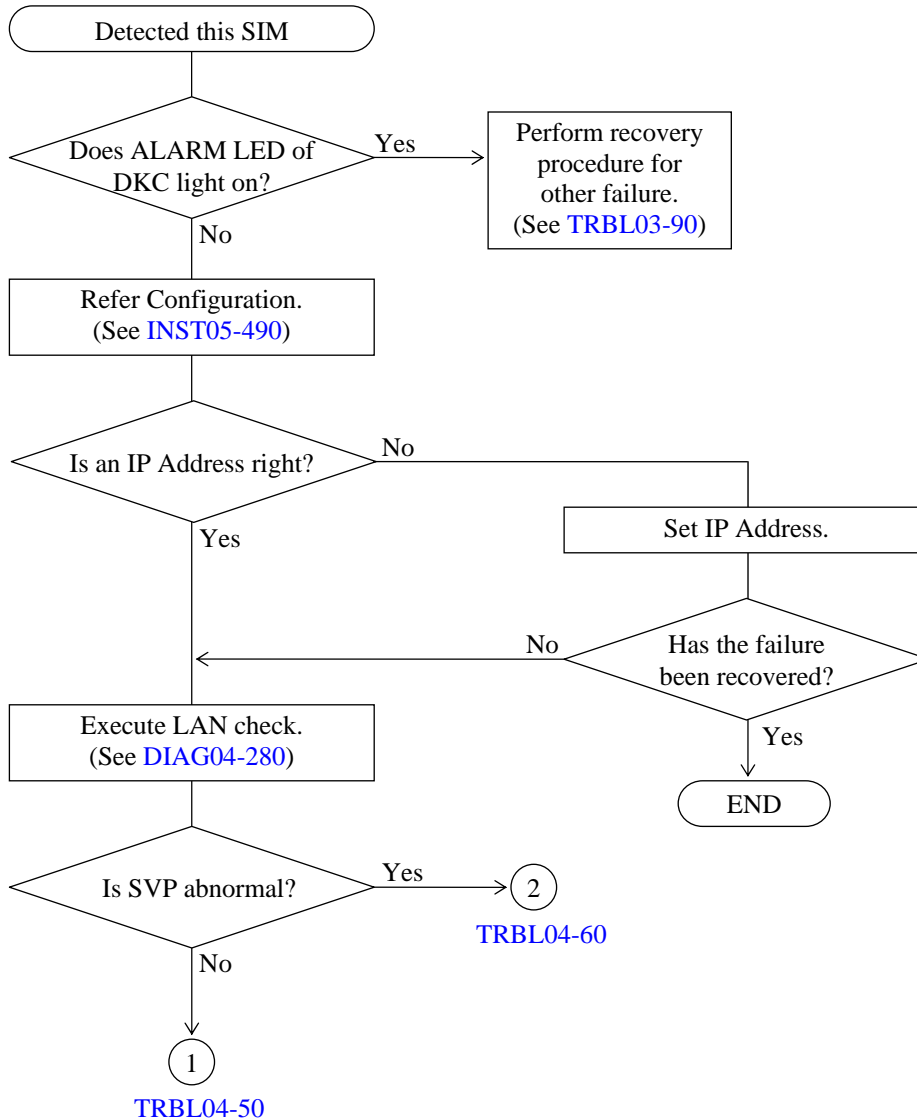 Detected this SIM
Does ALARM LED of
DKC light on?
Yes
Perform recovery
procedure for
other failure.
(See TRBL03-90)
No
Refer Configuration.
(See INST05-490)
Is an IP Address right?
No
Yes
Set IP Address.
Has the failure
been recovered?
No
Yes
END
Execute LAN check.
(See DIAG04-280)
Is SVP abnormal?
Yes
2
TRBL04-60
No
1
TRBL04-50